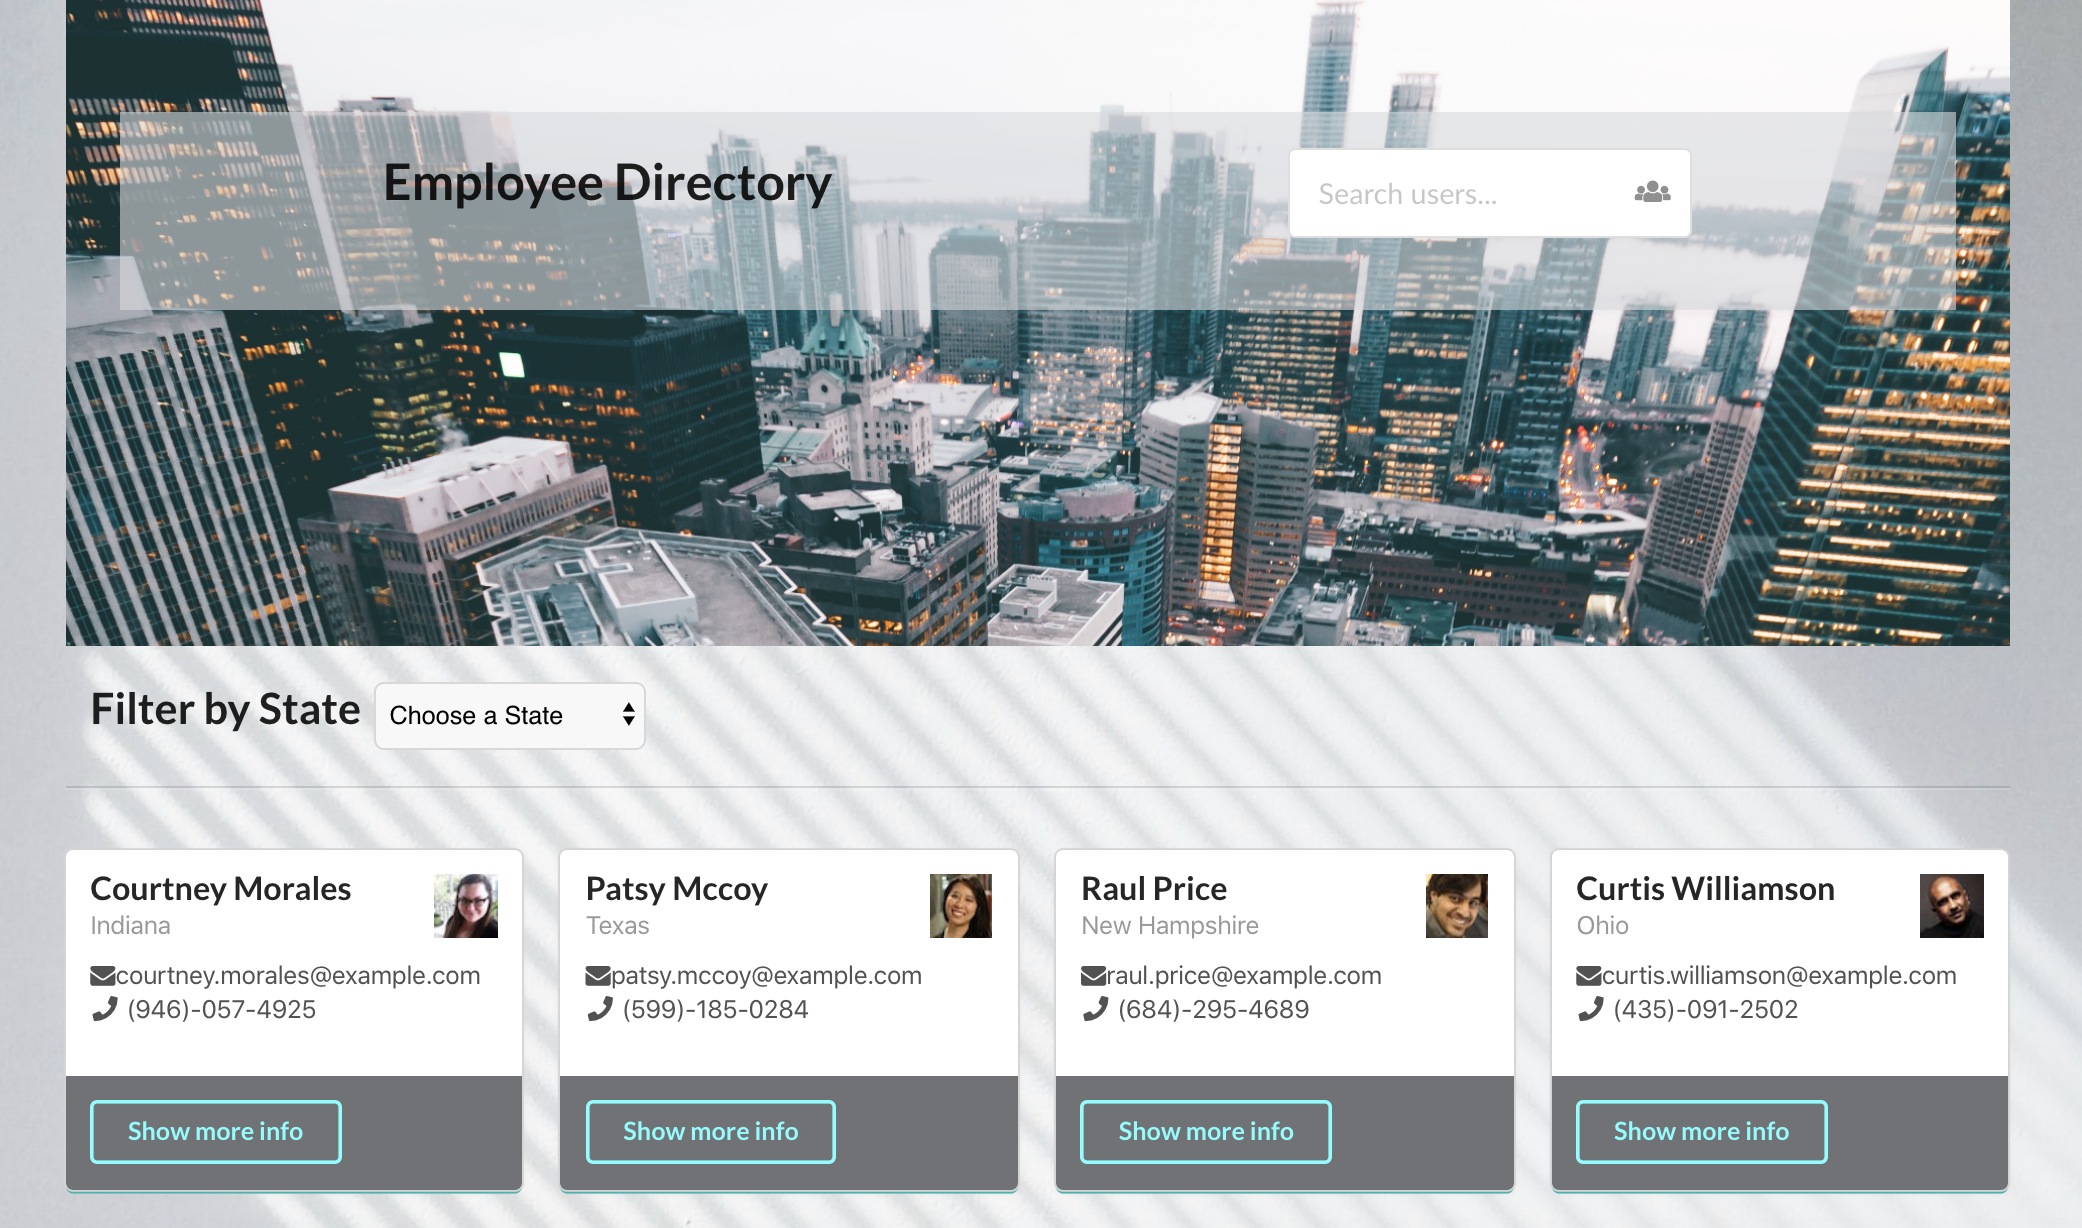 Employee Directory
Search users...
Filter by State
Choose a State
Courtney Morales
Indiana
courtney.morales@example.com
(946)-057-4925
Show more info
Patsy Mccoy
Texas
patsy.mccoy@example.com
(599)-185-0284
Show more info
Raul Price
New Hampshire
raul.price@example.com
(684)-295-4689
Show more info
Curtis Williamson
Ohio
curtis.williamson@example.com
(435)-091-2502
Show more info